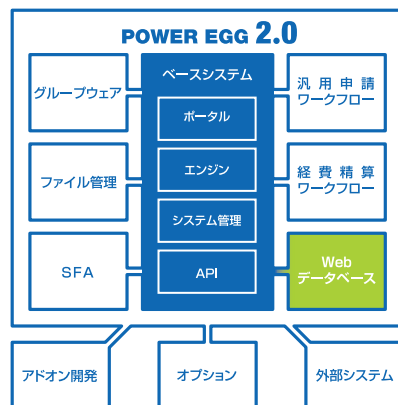 POWER EGG 2.0
ベースシステム
グループウェア
ポータル
汎用申請
ワークフロー
ファイル管理
エンジン
経費精算
ワークフロー
システム管理
SFA
API
Web
データベース
アドオン開発
オプション
外部システム